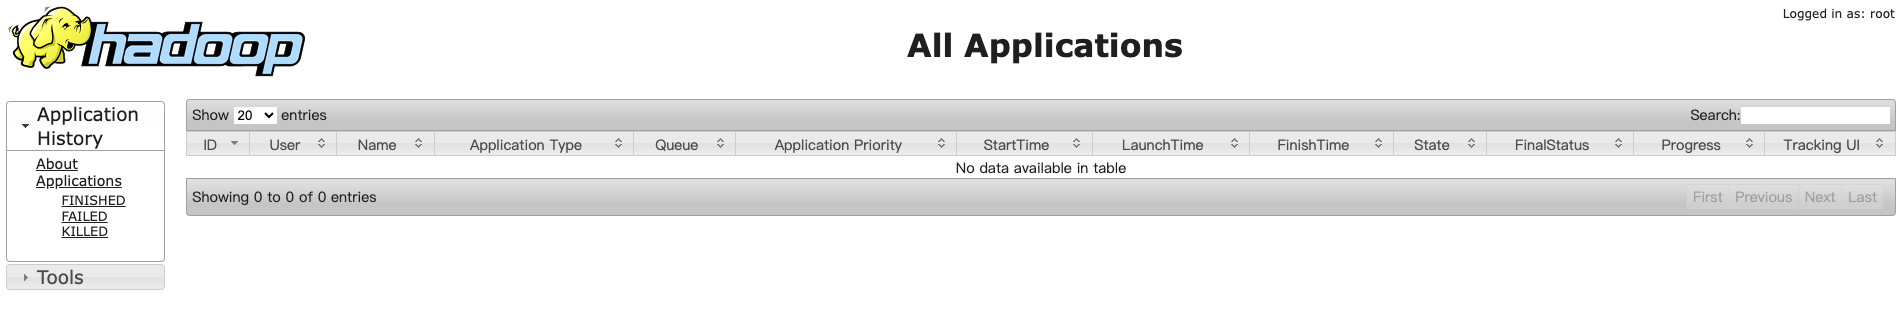 hadoop
All Applications
Logged in as: root
Application
History
About
Applications
FINISHED
FAILED
KILLED
Tools
Show 20 entries
Search:
ID User Name Application Type Queue Application Priority StartTime LaunchTime FinishTime State FinalStatus Progress Tracking UI
No data available in table
Showing 0 to 0 of 0 entries
First Previous Next Last